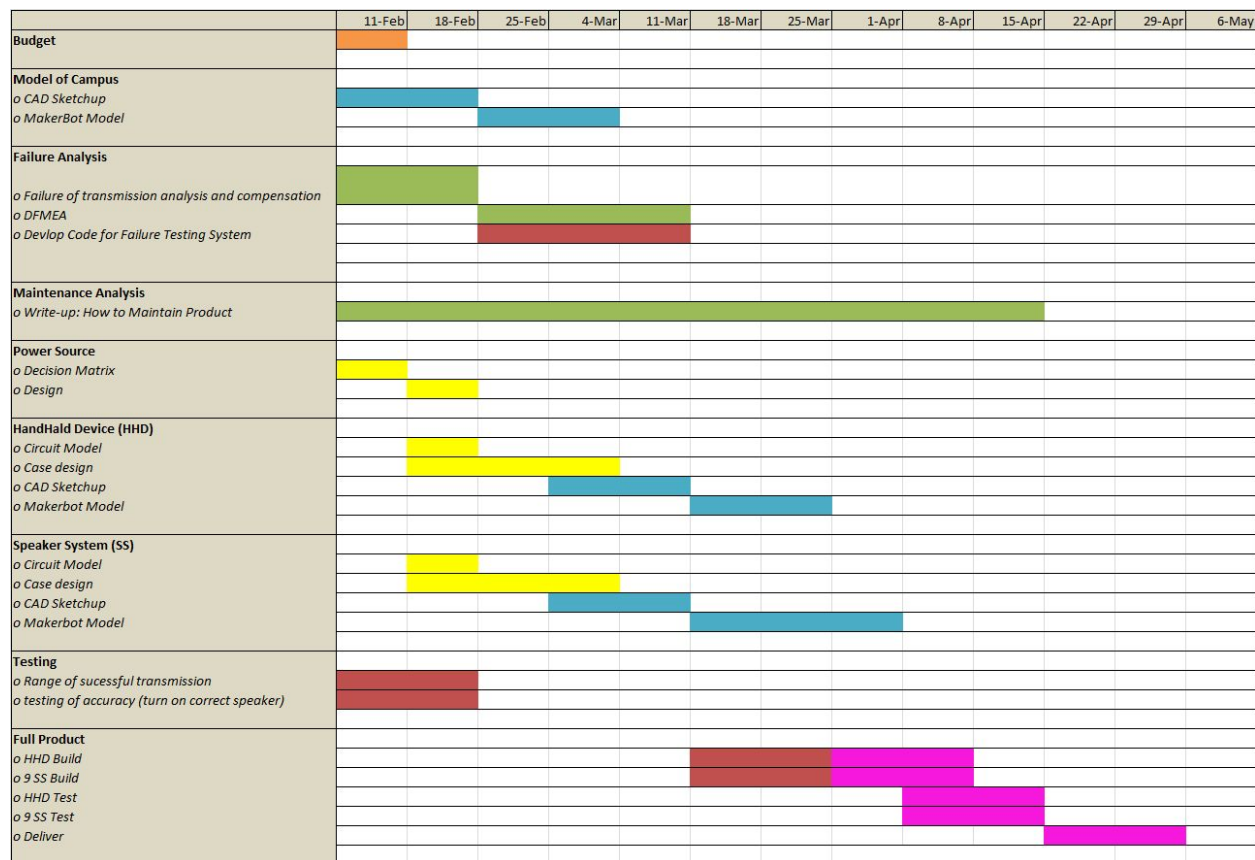 11-Feb 18-Feb 25-Feb 4-Mar 11-Mar 18-Mar 25-Mar 1-Apr 8-Apr 15-Apr 22-Apr 29-Apr 6-May
Budget
Model of Campus
o CAD Sketchup
o MakerBot Model
Failure Analysis
o Failure of transmission analysis and compensation
o DFMEA
o Devlop Code for Failure Testing System
Maintenance Analysis
o Write-up: How to Maintain Product
Power Source
o Decision Matrix
o Design
HandHald Device (HHD)
o Circuit Model
o Case design
o CAD Sketchup
o Makerbot Model
Speaker System (SS)
o Circuit Model
o Case design
o CAD Sketchup
o Makerbot Model
Testing
o Range of sucessful transmission
o testing of accuracy (turn on correct speaker)
Full Product
o HHD Build
o 9 SS Build
o HHD Test
o 9 SS Test
o Deliver